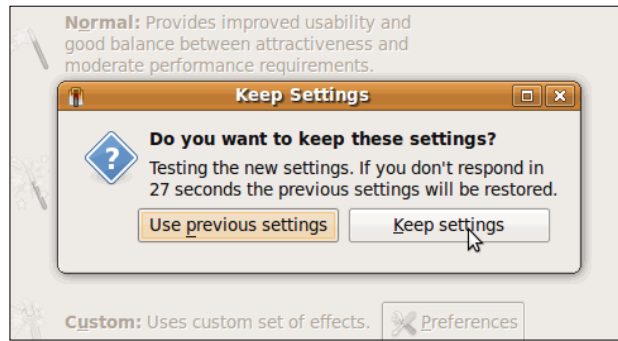 Normal: Provides improved usability and
good balance between attractiveness and
moderate performance requirements.
Keep Settings
Do you want to keep these settings?
Testing the new settings. If you don't respond in
27 seconds the previous settings will be restored.
Use previous settings
Keep settings
Custom: Uses custom set of effects.
Preferences